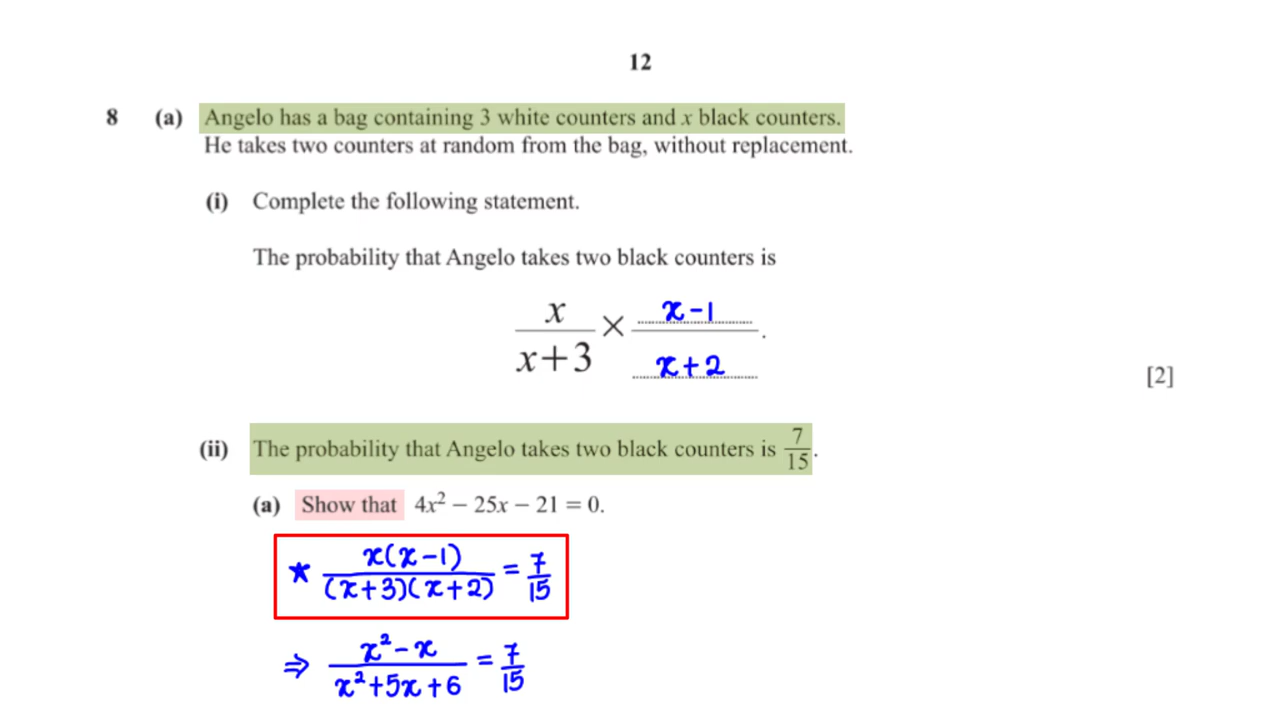 12
8 (a) Angelo has a bag containing 3 white counters and x black counters.
He takes two counters at random from the bag, without replacement.
(i) Complete the following statement.
The probability that Angelo takes two black counters is
x/(x+3) × (x-1)/(x+2).
[2]
(ii) The probability that Angelo takes two black counters is 7/15.
(a) Show that 4x² − 25x − 21 = 0.
★ x(x-1)/((x+3)(x+2)) = 7/15
⇒ (x²-x)/(x²+5x+6) = 7/15